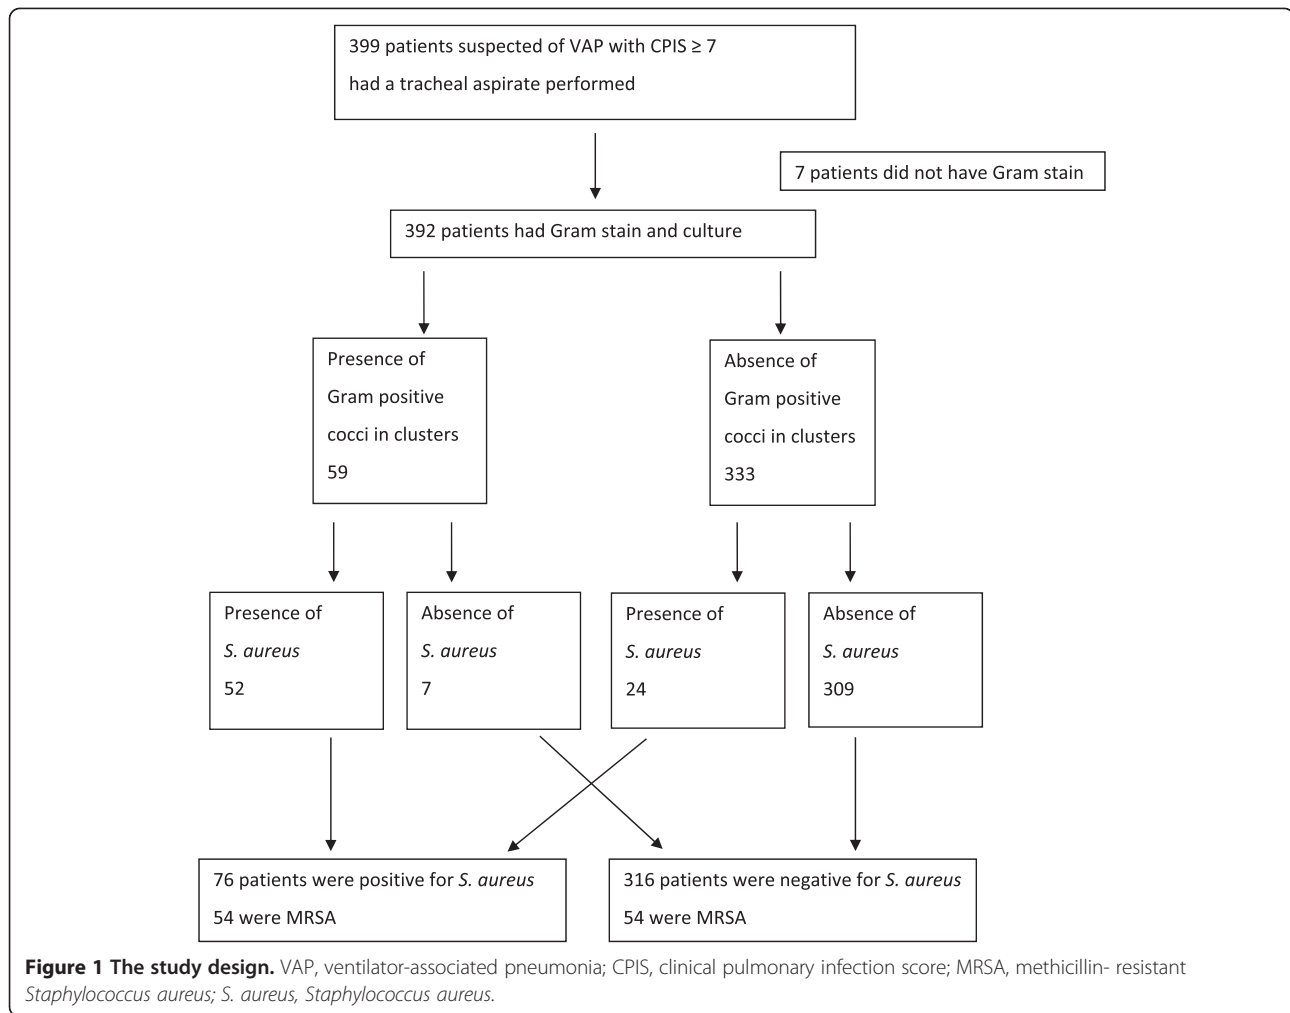 399 patients suspected of VAP with CPIS ≥ 7
had a tracheal aspirate performed
7 patients did not have Gram stain
392 patients had Gram stain and culture
Presence of
Gram positive
cocci in clusters
59
Absence of
Gram positive
cocci in clusters
333
Presence of
S. aureus
52
Absence of
S. aureus
7
Presence of
S. aureus
24
Absence of
S. aureus
309
76 patients were positive for S. aureus
54 were MRSA
316 patients were negative for S. aureus
54 were MRSA
Figure 1 The study design. VAP, ventilator-associated pneumonia; CPIS, clinical pulmonary infection score; MRSA, methicillin- resistant
Staphylococcus aureus; S. aureus, Staphylococcus aureus.